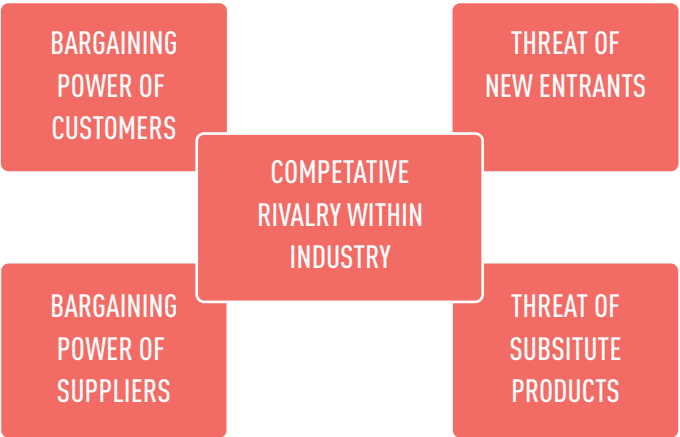 BARGAINING
POWER OF
CUSTOMERS
THREAT OF
NEW ENTRANTS
COMPETATIVE
RIVALRY WITHIN
INDUSTRY
BARGAINING
POWER OF
SUPPLIERS
THREAT OF
SUBSITUTE
PRODUCTS